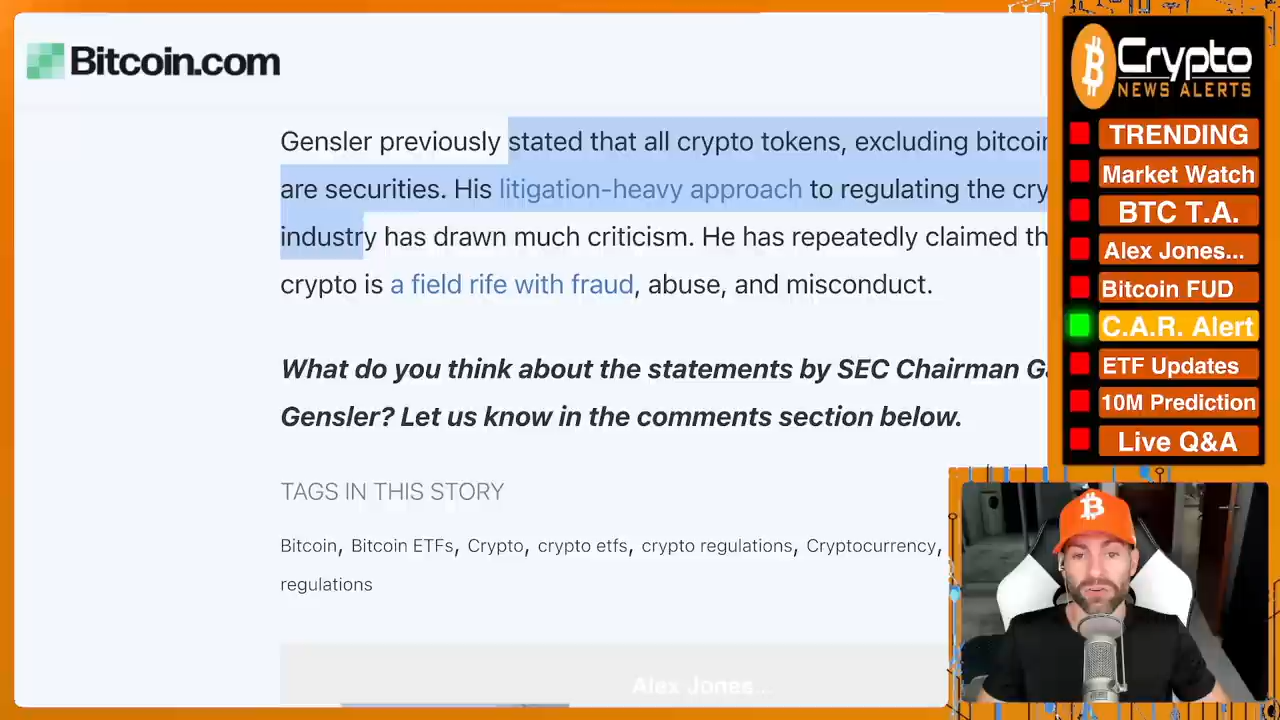 Bitcoin.com
Gensler previously stated that all crypto tokens, excluding bitcoin
are securities. His litigation-heavy approach to regulating the cry
industry has drawn much criticism. He has repeatedly claimed th
crypto is a field rife with fraud, abuse, and misconduct.
What do you think about the statements by SEC Chairman Ga
Gensler? Let us know in the comments section below.
TAGS IN THIS STORY
Bitcoin, Bitcoin ETFs, Crypto, crypto etfs, crypto regulations, Cryptocurrency,
regulations
Alex Jones...
Crypto
NEWS ALERTS
TRENDING
Market Watch
BTC T.A.
Alex Jones...
Bitcoin FUD
C.A.R. Alert
ETF Updates
10M Prediction
Live Q&A